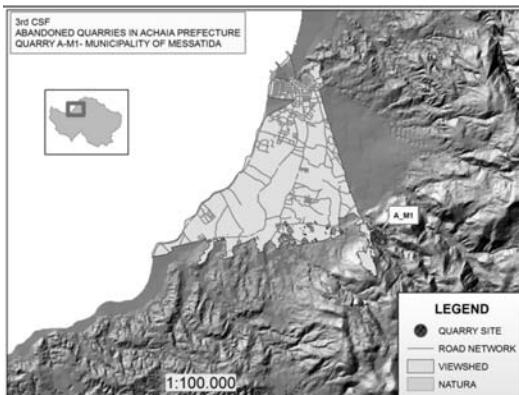 3rd CSF
ABANDONED QUARRIES IN ACHAIA PREFECTURE
QUARRY A-M1- MUNICIPALITY OF MESSATIDA
N
A_M1
LEGEND
QUARRY SITE
ROAD NETWORK
VIEWSHED
NATURA
1:100.000